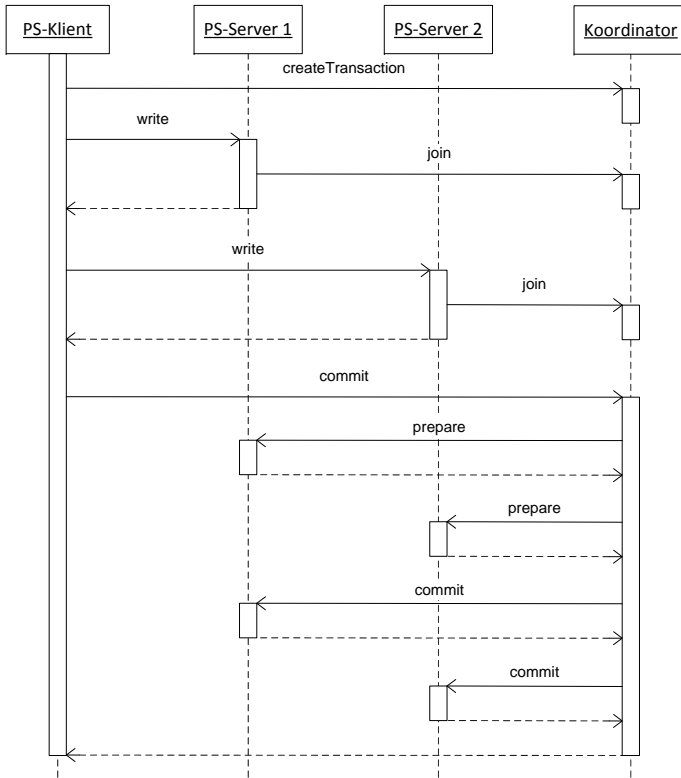 PS-Klient
PS-Server 1
PS-Server 2
Koordinator
createTransaction
write
join
write
join
commit
prepare
prepare
commit
commit